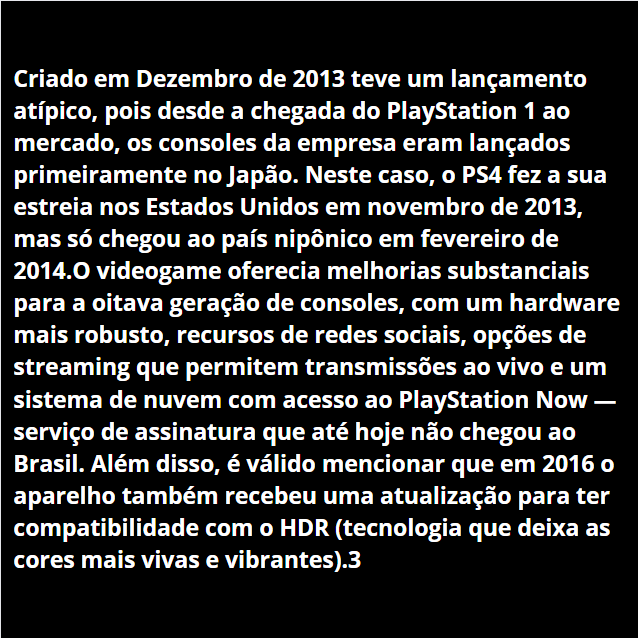 Criado em Dezembro de 2013 teve um lançamento
atípico, pois desde a chegada do PlayStation 1 ao
mercado, os consoles da empresa eram lançados
primeiramente no Japão. Neste caso, o PS4 fez a sua
estreia nos Estados Unidos em novembro de 2013,
mas só chegou ao país nipônico em fevereiro de
2014.O videogame oferecia melhorias substanciais
para a oitava geração de consoles, com um hardware
mais robusto, recursos de redes sociais, opções de
streaming que permitem transmissões ao vivo e um
sistema de nuvem com acesso ao PlayStation Now —
serviço de assinatura que até hoje não chegou ao
Brasil. Além disso, é válido mencionar que em 2016 o
aparelho também recebeu uma atualização para ter
compatibilidade com o HDR (tecnologia que deixa as
cores mais vivas e vibrantes).3